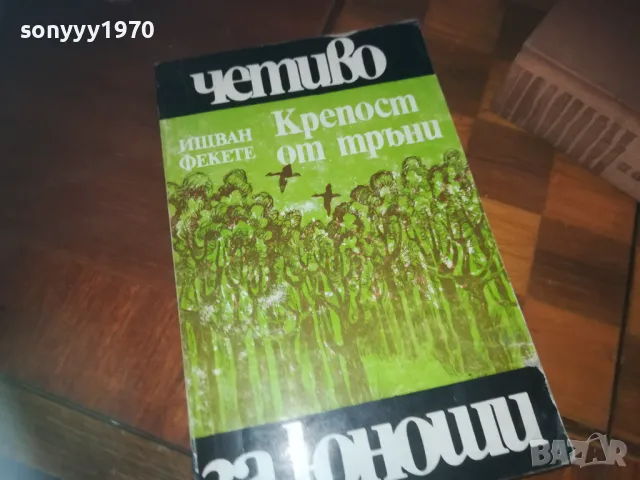 sonyyy1970
четиво
ИЩВАН
ФЕКЕТЕ
Крепост
от тръни
за юноши
BAZAR